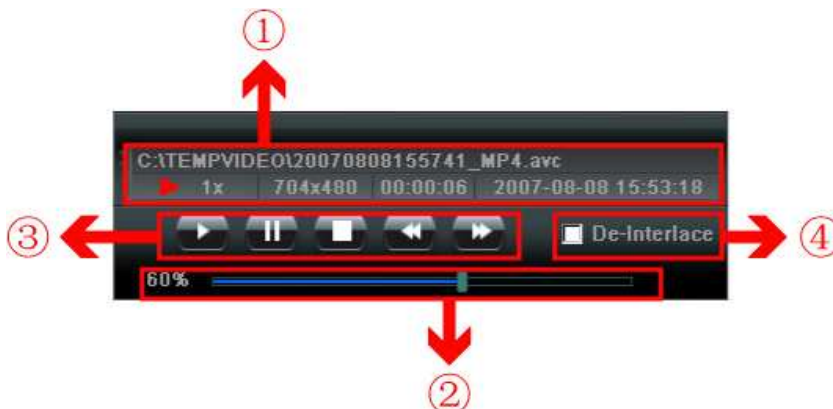 ①
C:\TEMPVIDEO\20070808155741_MP4.avc
1x 704x480 00:00:06 2007-08-08 15:53:18
③ De-Interlace ④
60%
②